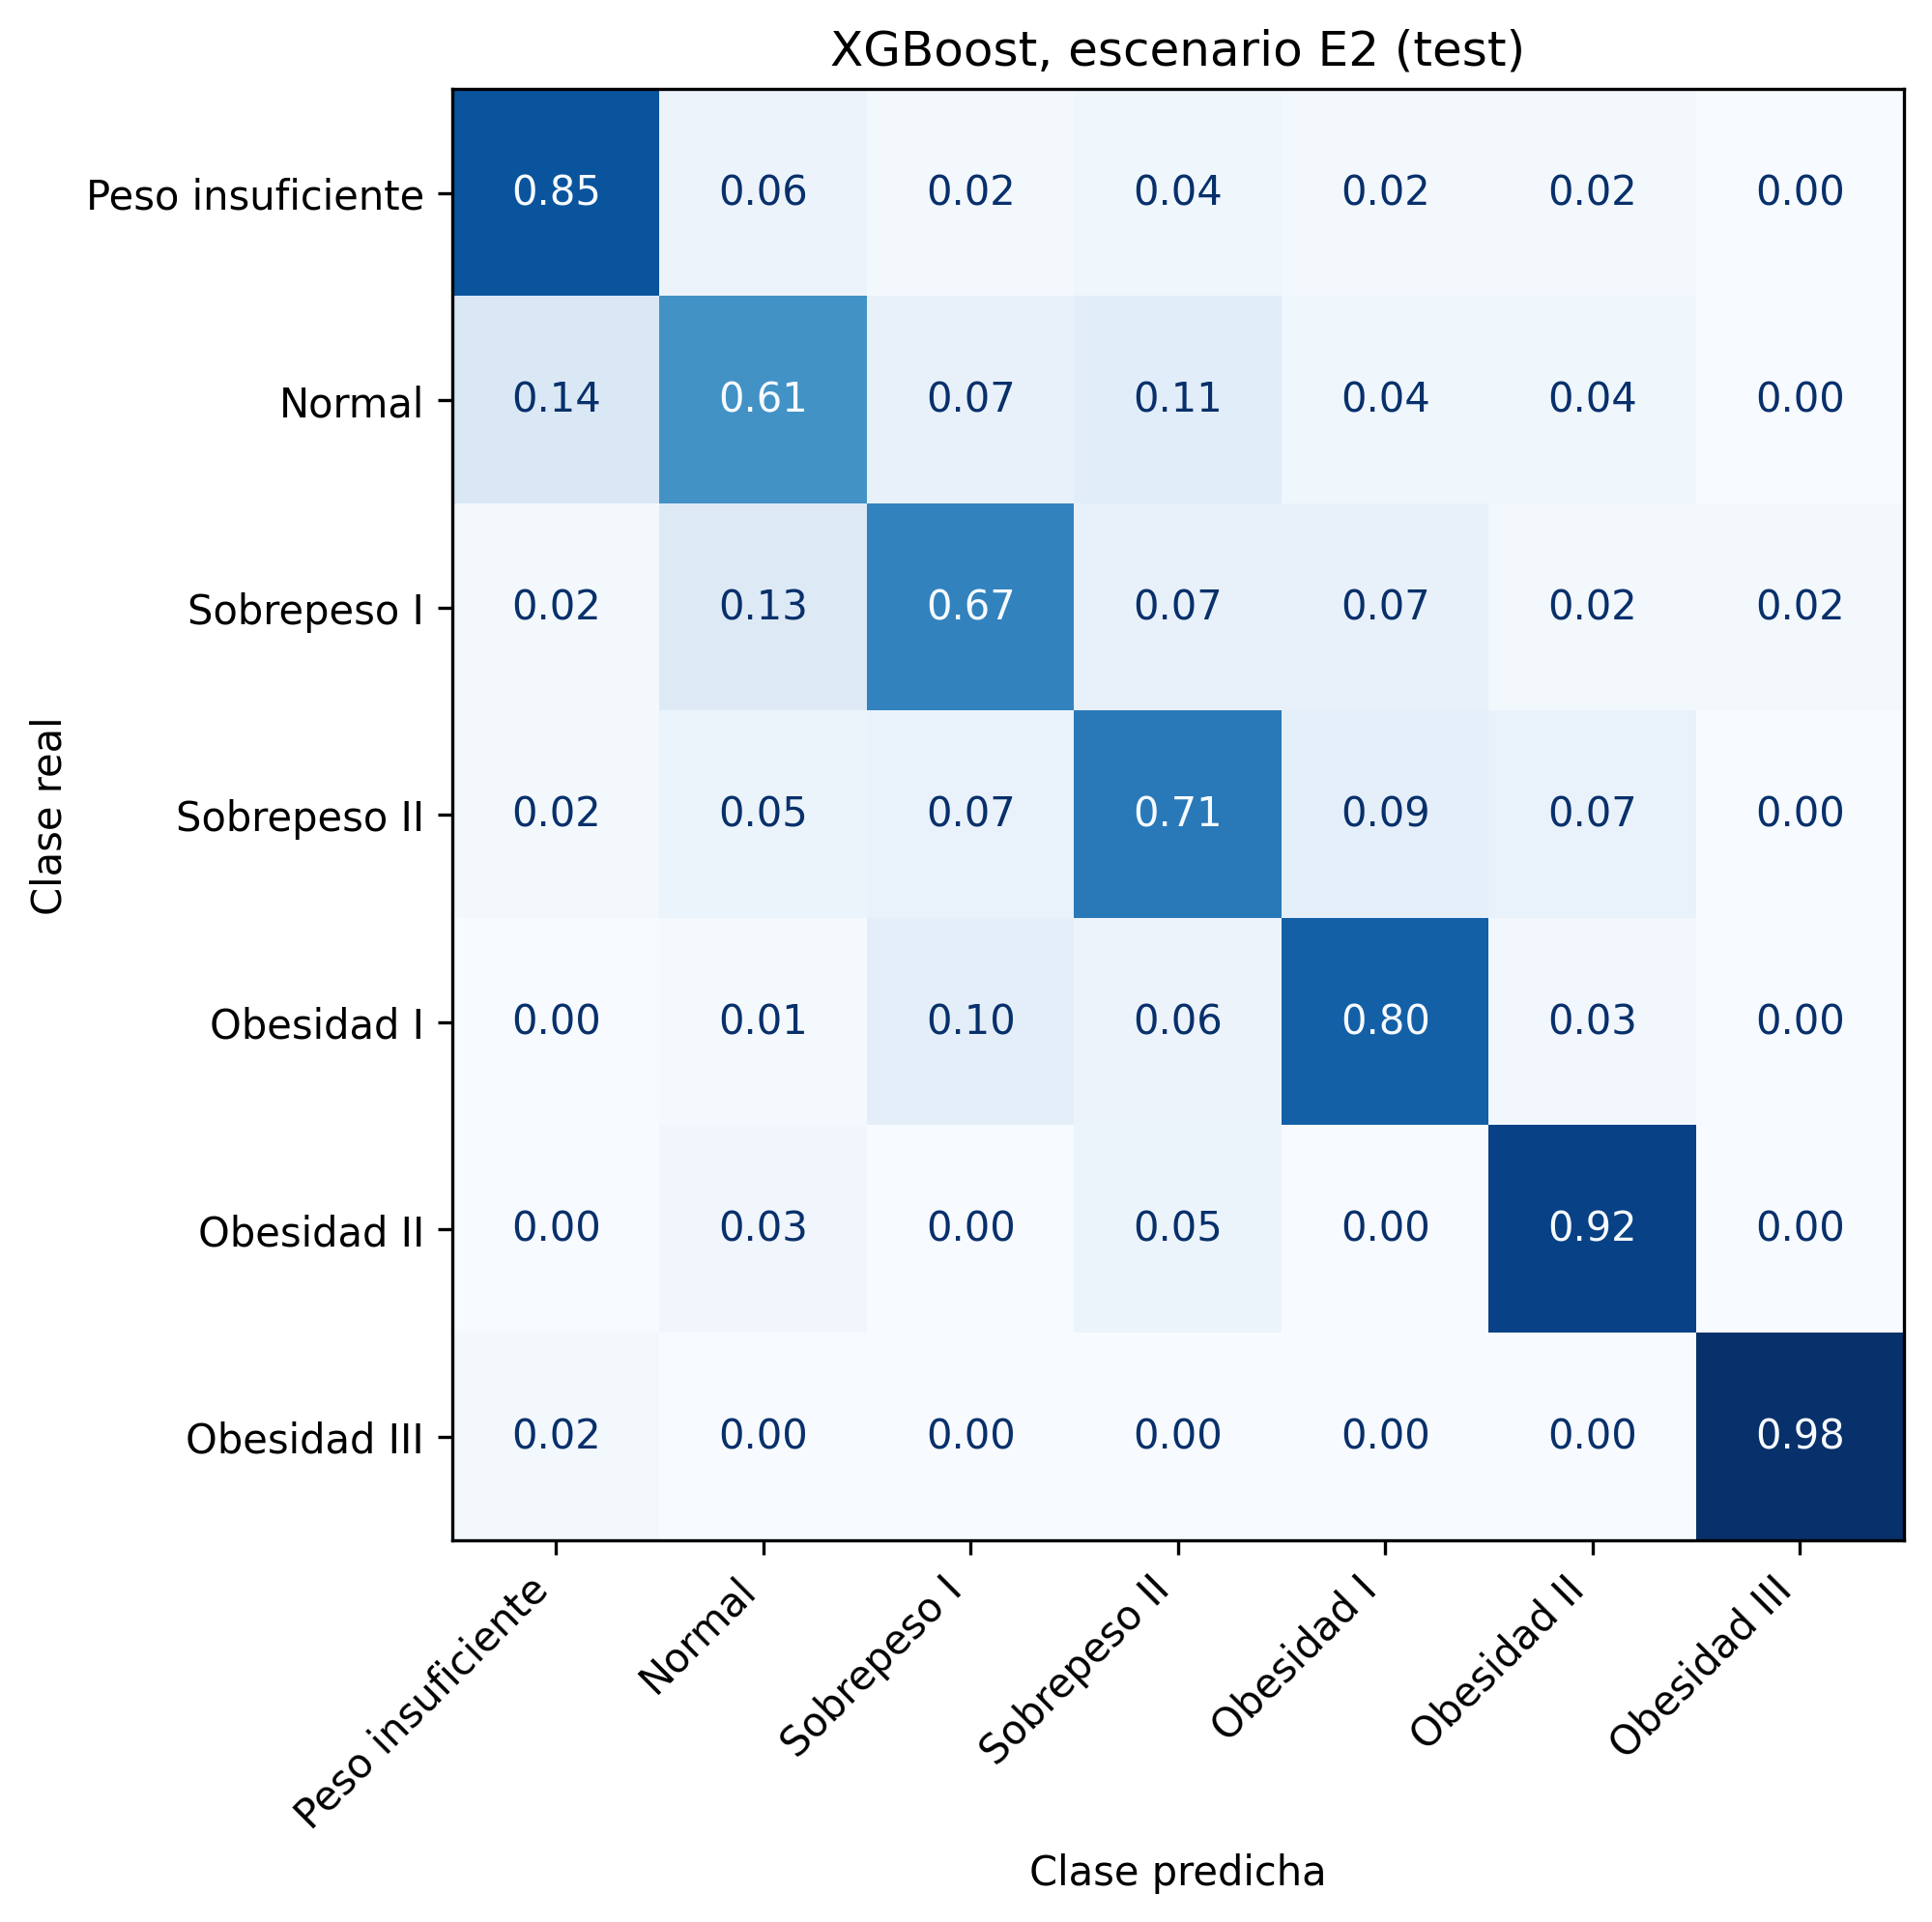 XGBoost, escenario E2 (test)
Clase real
Peso insuficiente 0.85 0.06 0.02 0.04 0.02 0.02 0.00
Normal 0.14 0.61 0.07 0.11 0.04 0.04 0.00
Sobrepeso I 0.02 0.13 0.67 0.07 0.07 0.02 0.02
Sobrepeso II 0.02 0.05 0.07 0.71 0.09 0.07 0.00
Obesidad I 0.00 0.01 0.10 0.06 0.80 0.03 0.00
Obesidad II 0.00 0.03 0.00 0.05 0.00 0.92 0.00
Obesidad III 0.02 0.00 0.00 0.00 0.00 0.00 0.98
Peso insuficiente
Normal
Sobrepeso I
Sobrepeso II
Obesidad I
Obesidad II
Obesidad III
Clase predicha